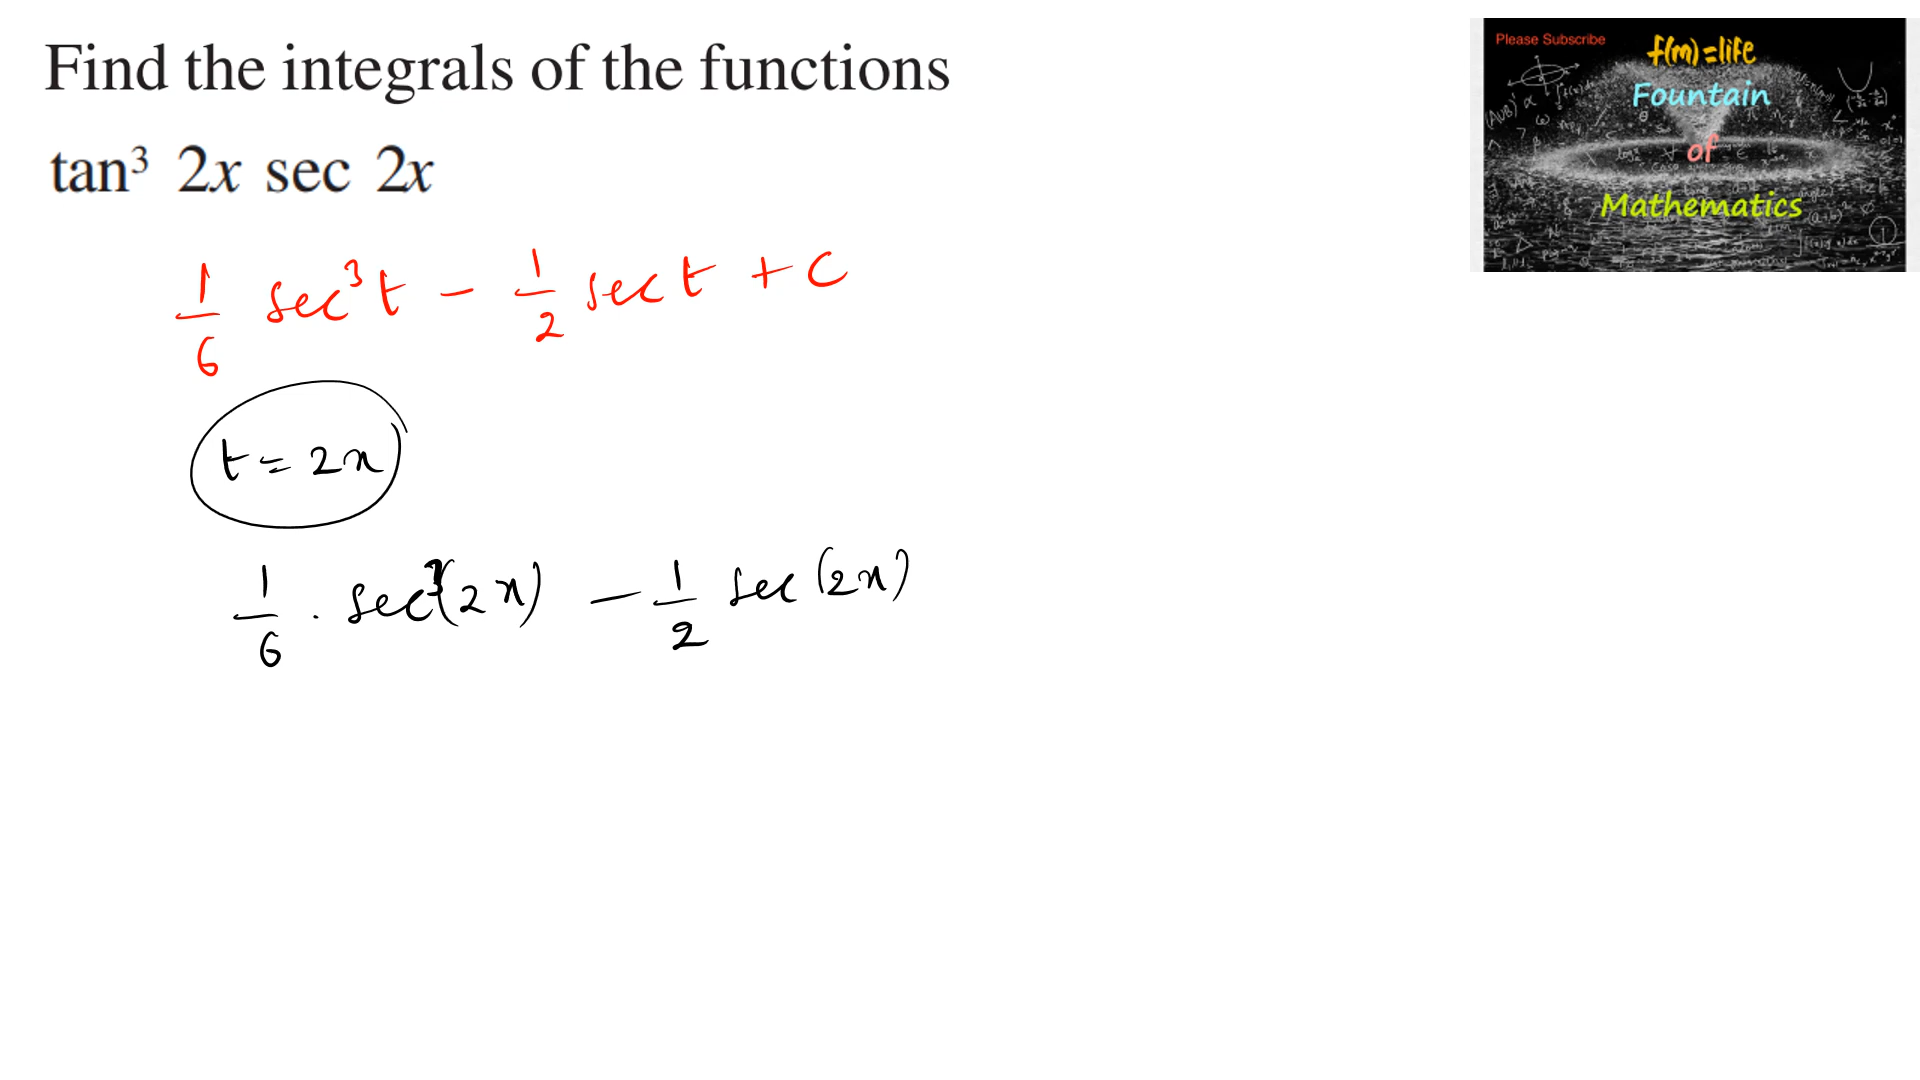 Find the integrals of the functions
tan³ 2x sec 2x
1/6 sec³t - 1/2 sec t + c
t = 2x
1/6 . sec³(2x) - 1/2 sec(2x)
Please Subscribe
f(m)=life
Fountain
of
Mathematics